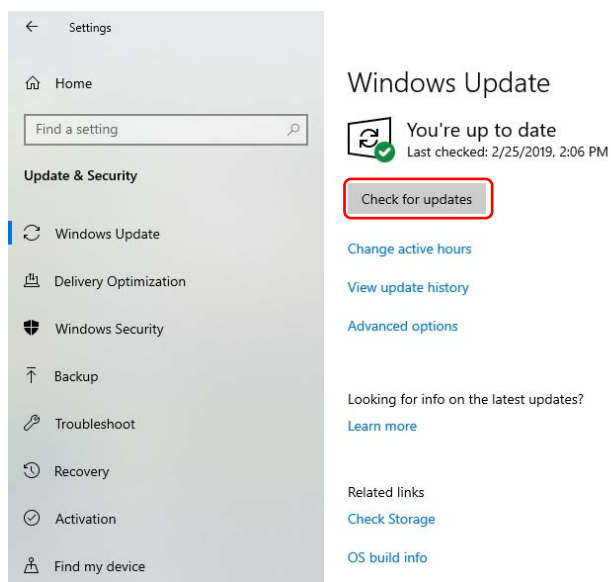 Settings
Home
Find a setting
Update & Security
Windows Update
Delivery Optimization
Windows Security
Backup
Troubleshoot
Recovery
Activation
Find my device
Windows Update
You're up to date
Last checked: 2/25/2019, 2:06 PM
Check for updates
Change active hours
View update history
Advanced options
Looking for info on the latest updates?
Learn more
Related links
Check Storage
OS build info